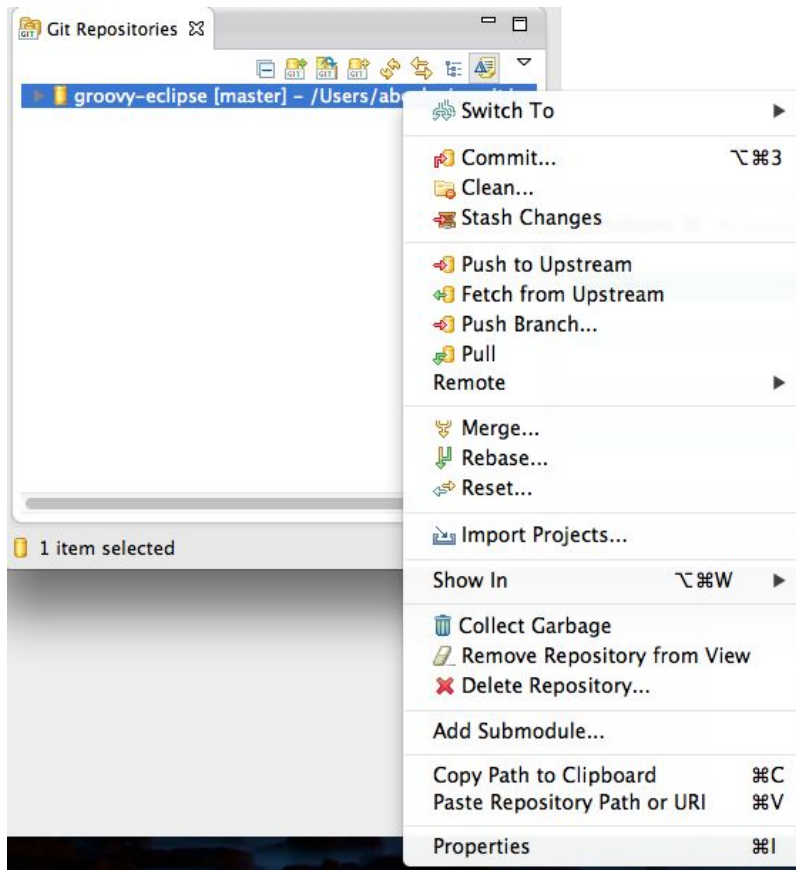 Git Repositories
groovy-eclipse [master] – /Users/ab
Switch To
Commit... ⌥⌘3
Clean...
Stash Changes
Push to Upstream
Fetch from Upstream
Push Branch...
Pull
Remote
Merge...
Rebase...
Reset...
Import Projects...
1 item selected
Show In ⌥⌘W
Collect Garbage
Remove Repository from View
Delete Repository...
Add Submodule...
Copy Path to Clipboard ⌘C
Paste Repository Path or URI ⌘V
Properties ⌘I